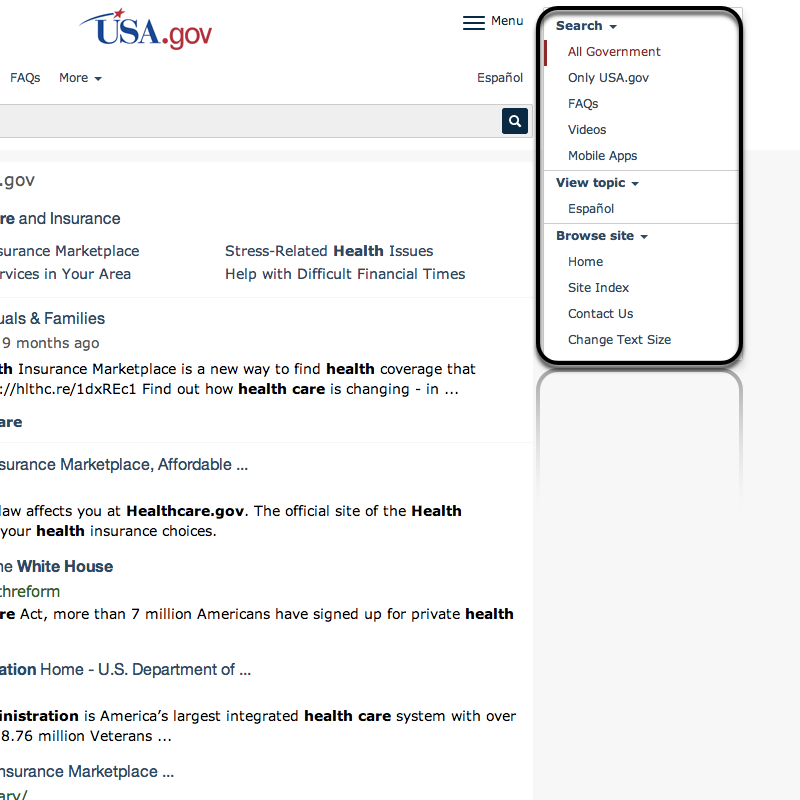 USA.gov
Menu
FAQs More Español
.gov
re and Insurance
surance Marketplace Stress-Related Health Issues
rvices in Your Area Help with Difficult Financial Times
uals & Families
9 months ago
th Insurance Marketplace is a new way to find health coverage that
://hlthc.re/1dxREc1 Find out how health care is changing - in ...
are
surance Marketplace, Affordable ...
law affects you at Healthcare.gov. The official site of the Health
your health insurance choices.
he White House
threform
re Act, more than 7 million Americans have signed up for private health
ation Home - U.S. Department of ...
inistration is America's largest integrated health care system with over
8.76 million Veterans ...
nsurance Marketplace ...
ary/
Search
All Government
Only USA.gov
FAQs
Videos
Mobile Apps
View topic
Español
Browse site
Home
Site Index
Contact Us
Change Text Size